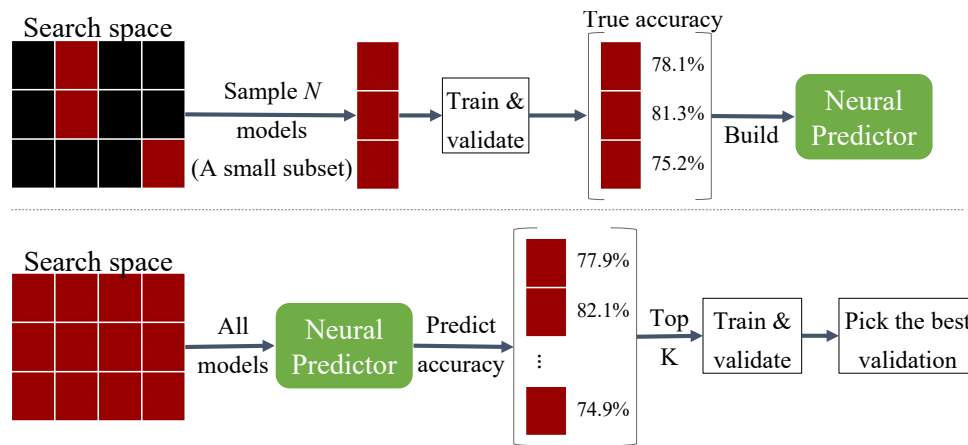 Search space
Sample N
models
(A small subset)
Train &
validate
True accuracy
78.1%
81.3%
75.2%
Build
Neural
Predictor
Search space
All
models
Neural
Predictor
Predict
accuracy
77.9%
82.1%
...
74.9%
Top
K
Train &
validate
Pick the best
validation